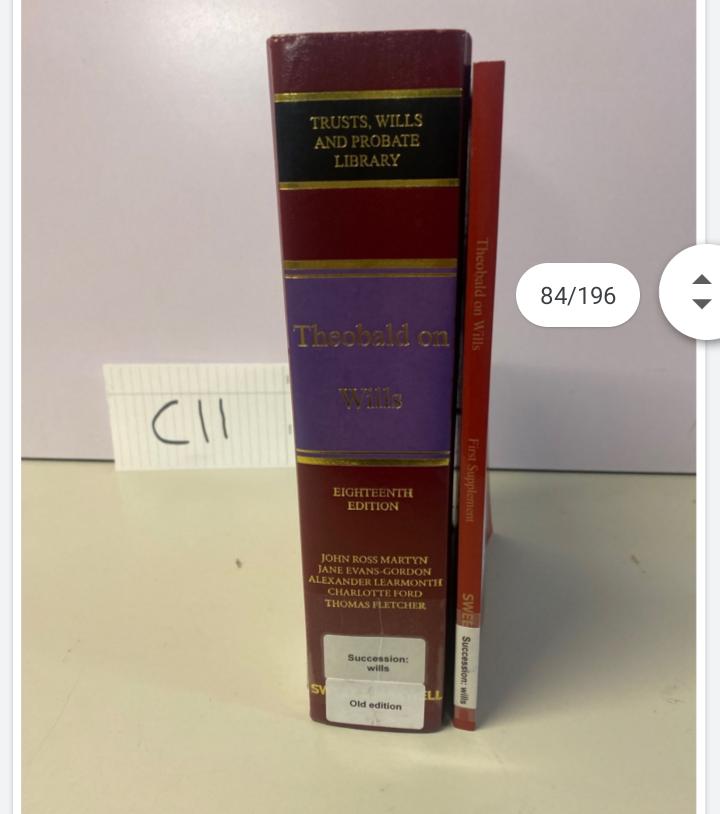 TRUSTS, WILLS
AND PROBATE
LIBRARY
Theobald on
Wills
EIGHTEENTH
EDITION
JOHN ROSS MARTYN
JANE EVANS-GORDON
ALEXANDER LEARMONTH
CHARLOTTE FORD
THOMAS FLETCHER
Succession:
wills
Old edition
Theobald on Wills
First Supplement
Succession: wills
C11
84/196